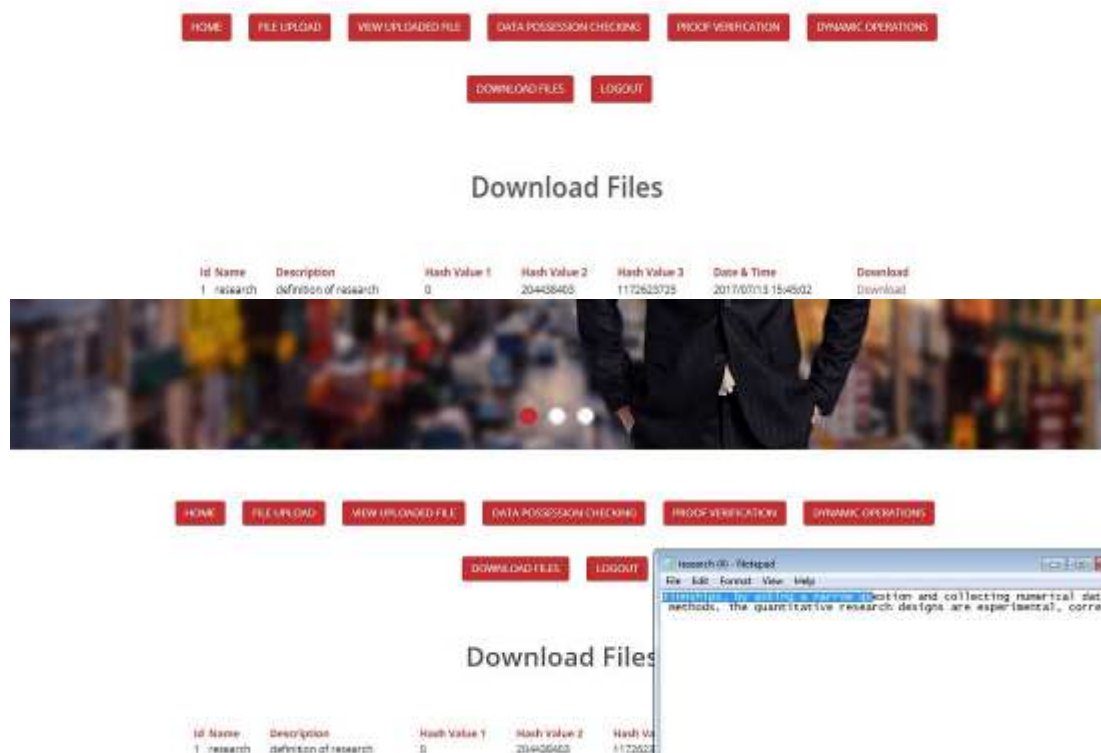 HOME FILE UPLOAD VIEW UPLOADED FILE DATA POSSESSION CHECKING PROOF VERIFICATION DYNAMIC OPERATIONS
DOWNLOAD FILES LOGOUT
Download Files
Id Name Description Hash Value 1 Hash Value 2 Hash Value 3 Date & Time Download
1 research definition of research 0 204438403 1172623725 2017/07/13 15:45:02 Download
HOME FILE UPLOAD VIEW UPLOADED FILE DATA POSSESSION CHECKING PROOF VERIFICATION DYNAMIC OPERATIONS
DOWNLOAD FILES LOGOUT
research - Notepad
File Edit Format View Help
tionships, by asking a narrow question and collecting numerical dat
methods, the quantitative research designs are experimental, corre
Download Files
Id Name Description Hash Value 1 Hash Value 2 Hash Va
1 research definition of research 0 204438403 1172623